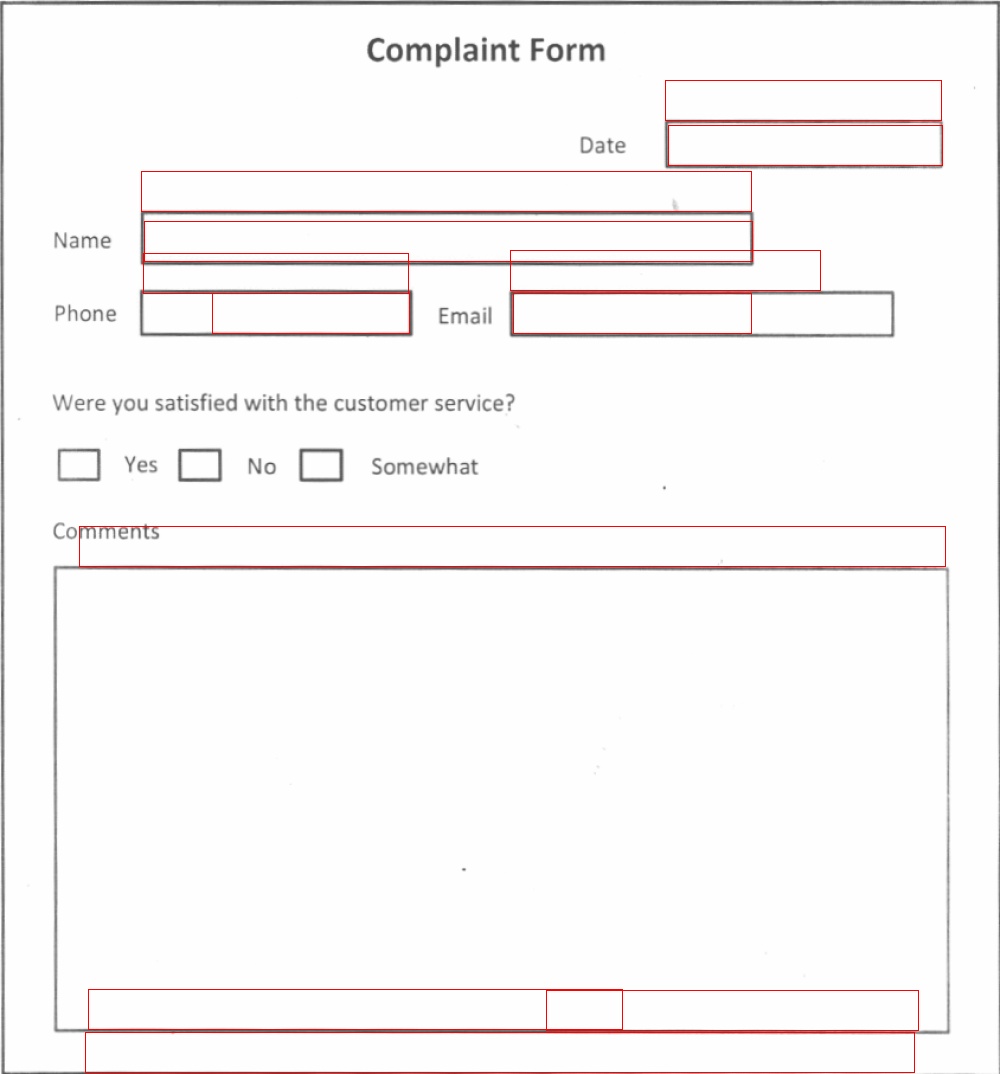 Complaint Form
Date
Name
Phone Email
Were you satisfied with the customer service?
Yes No Somewhat
Comments